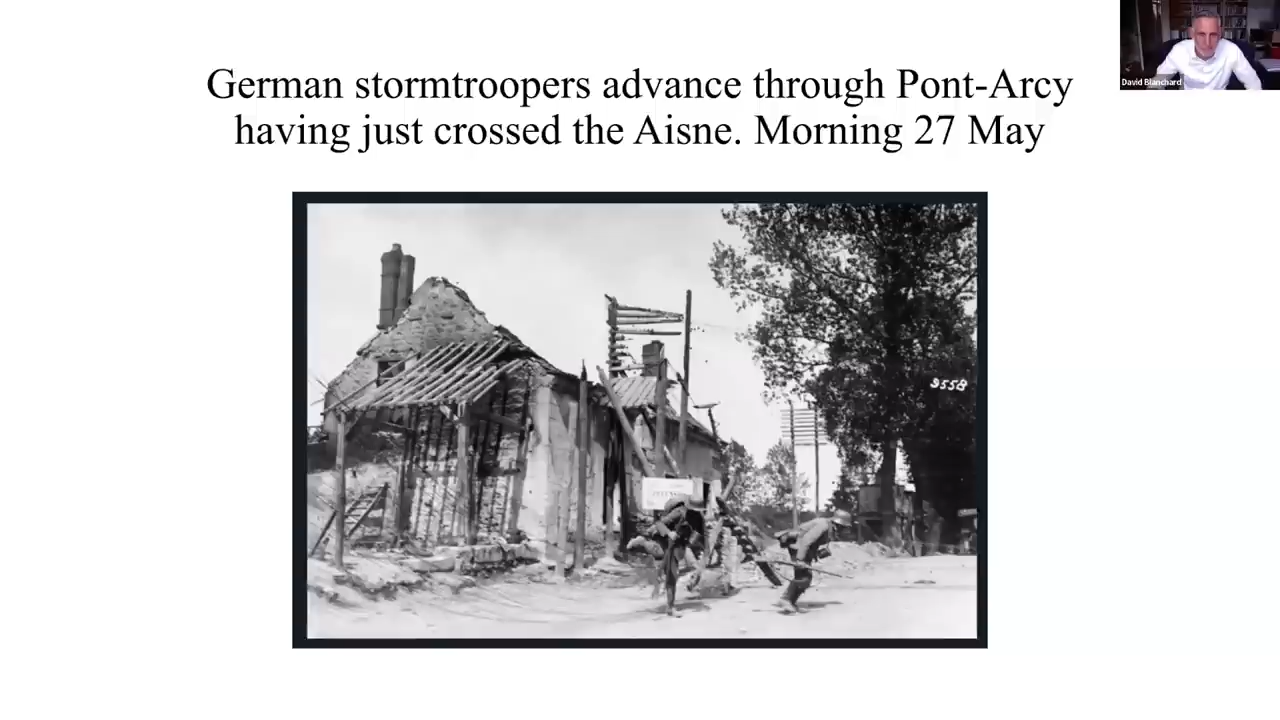 German stormtroopers advance through Pont-Arcy
having just crossed the Aisne. Morning 27 May
David Blanchard
9558